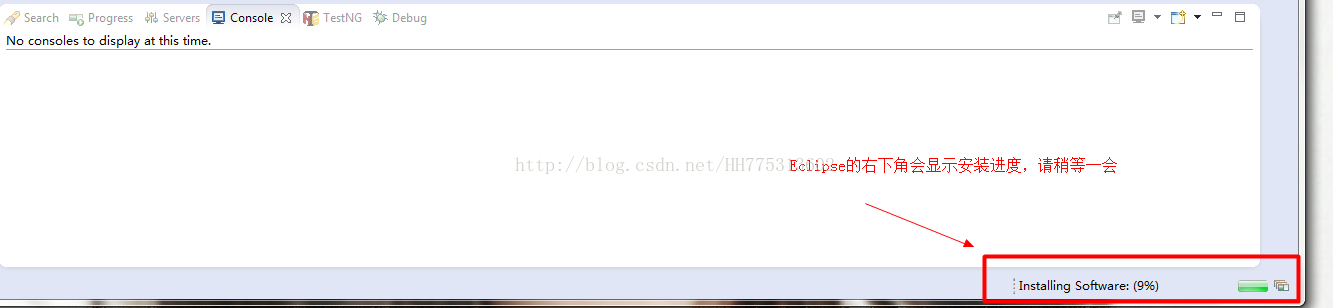 Search Progress Servers Console TestNG Debug
No consoles to display at this time.
http://blog.csdn.net/HH775313602
Eclipse的右下角会显示安装进度，请稍等一会
Installing Software: (9%)